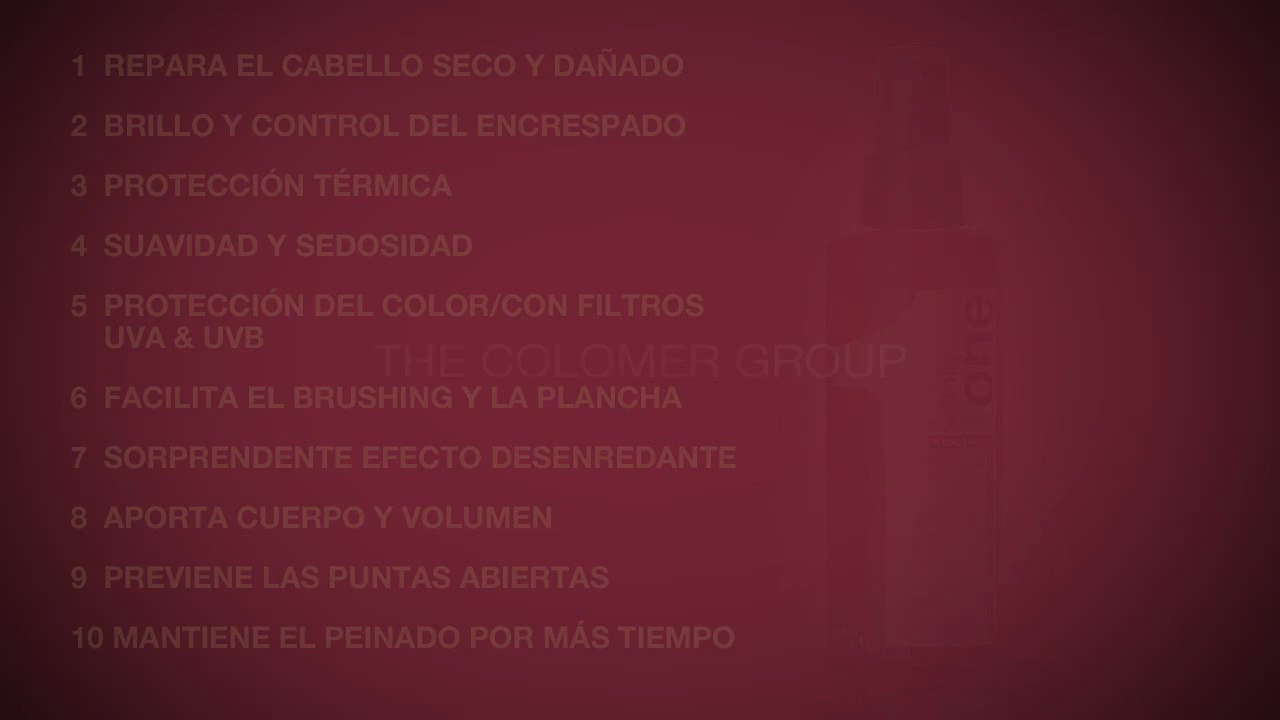 1 REPARA EL CABELLO SECO Y DAÑADO
2 BRILLO Y CONTROL DEL ENCRESPADO
3 PROTECCIÓN TÉRMICA
4 SUAVIDAD Y SEDOSIDAD
5 PROTECCIÓN DEL COLOR/CON FILTROS
UVA & UVB
THE COLOMER GROUP
6 FACILITA EL BRUSHING Y LA PLANCHA
7 SORPRENDENTE EFECTO DESENREDANTE
8 APORTA CUERPO Y VOLUMEN
9 PREVIENE LAS PUNTAS ABIERTAS
10 MANTIENE EL PEINADO POR MÁS TIEMPO
one